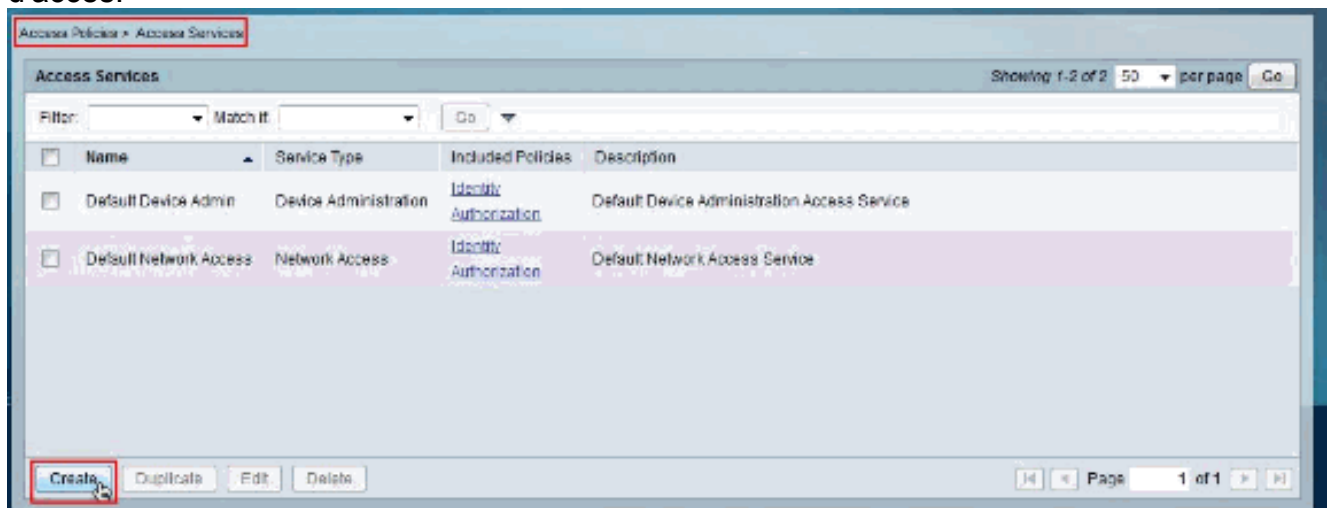 d'accès.
Access Policies > Access Services
Access Services Showing 1-2 of 2 50 per page Go
Filter: Match if: Go
Name Service Type Included Policies Description
Default Device Admin Device Administration Identity Authorization Default Device Administration Access Service
Default Network Access Network Access Identity Authorization Default Network Access Service
Create Duplicate Edit Delete Page 1 of 1